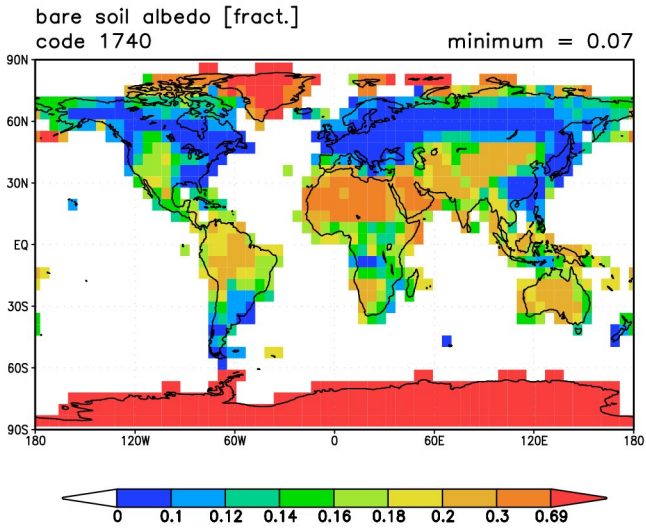 bare soil albedo [fract.]
code 1740 minimum = 0.07
90N
60N
30N
EQ
30S
60S
90S
180 120W 60W 0 60E 120E 180
0 0.1 0.12 0.14 0.16 0.18 0.2 0.3 0.69